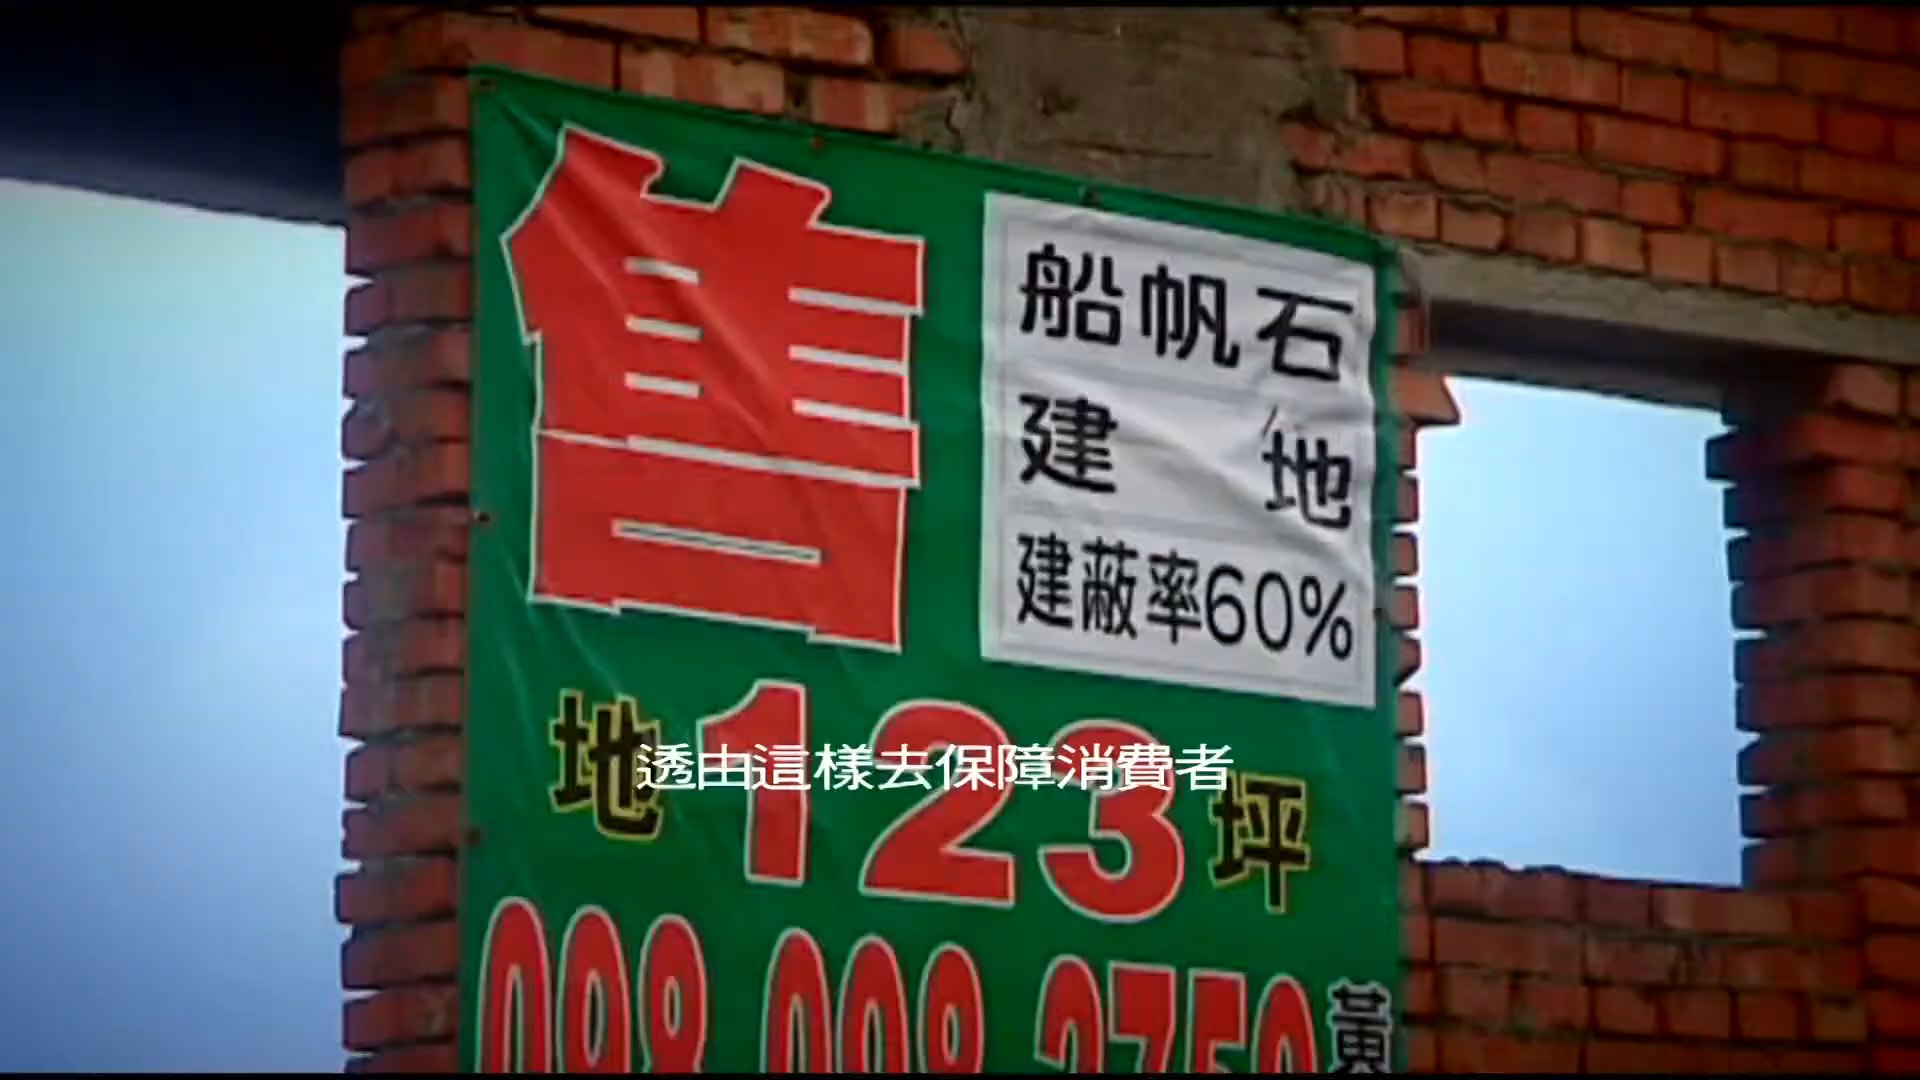 售
船帆石
建地
建蔽率60%
地123坪
透由這樣去保障消費者
黃